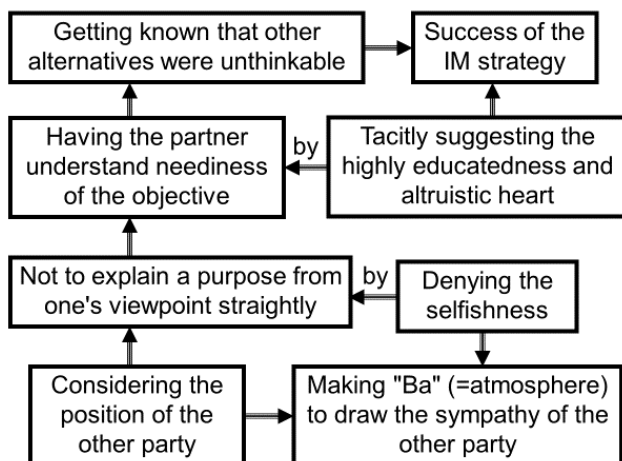 Getting known that other
alternatives were unthinkable
Success of the
IM strategy
Having the partner
understand neediness
of the objective
by
Tacitly suggesting the
highly educatedness and
altruistic heart
Not to explain a purpose from
one's viewpoint straightly
by
Denying the
selfishness
Considering the
position of the
other party
Making "Ba" (=atmosphere)
to draw the sympathy of the
other party